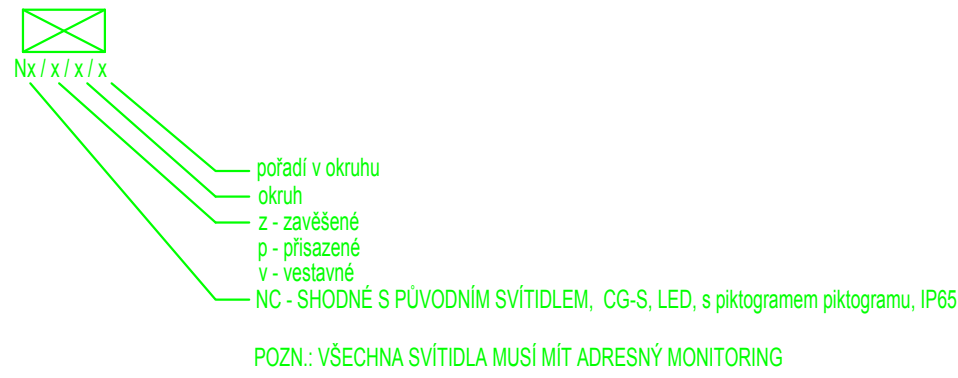 Nx / x / x / x
pořadí v okruhu
okruh
z - zavěšené
p - přisazené
v - vestavné
NC - SHODNÉ S PŮVODNÍM SVÍTIDLEM, CG-S, LED, s piktogramem piktogramu, IP65
POZN.: VŠECHNA SVÍTIDLA MUSÍ MÍT ADRESNÝ MONITORING